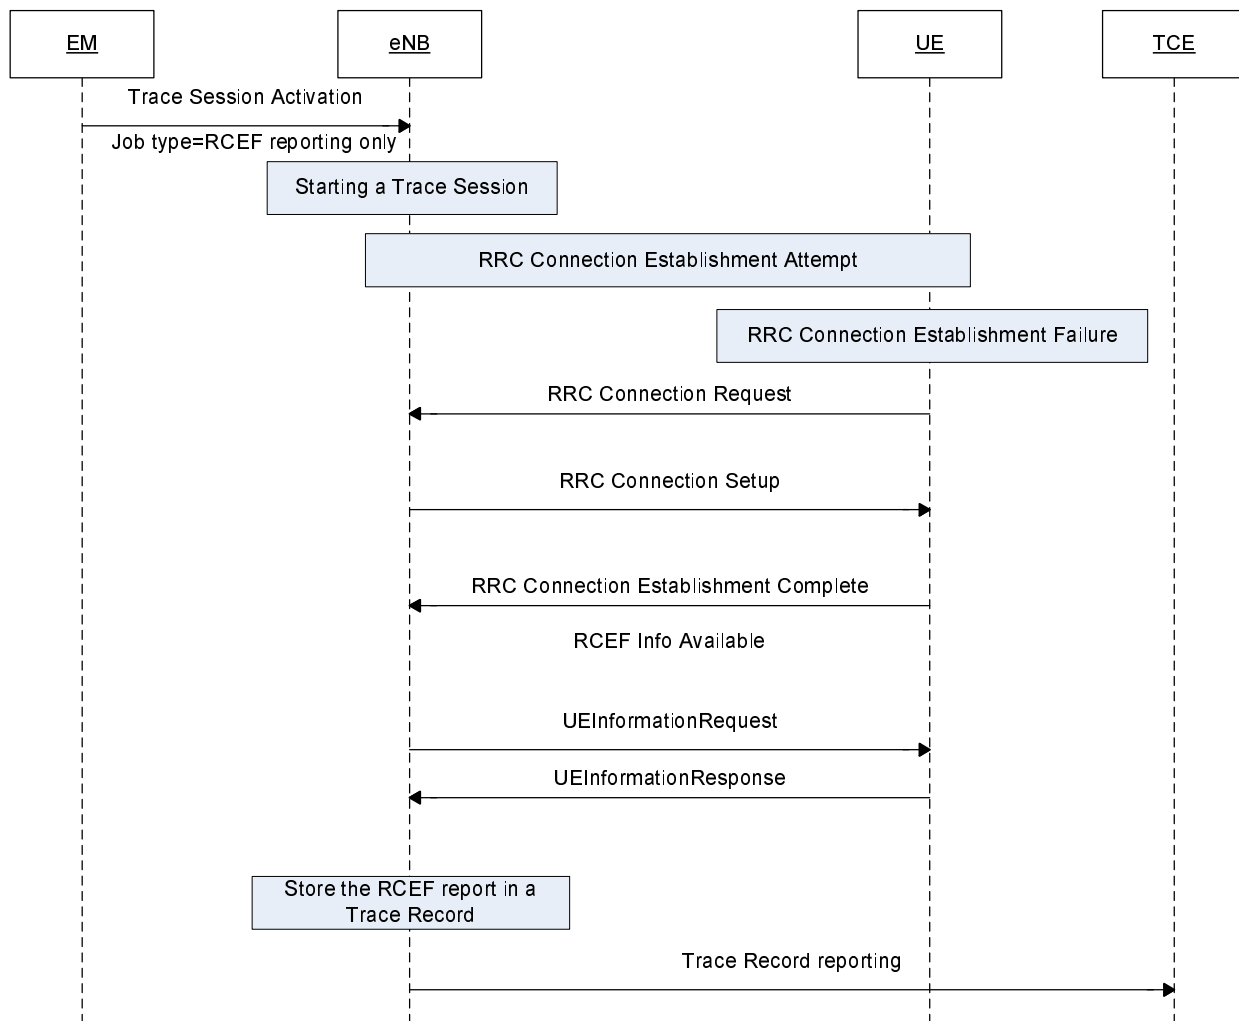 EM
eNB
UE
TCE
Trace Session Activation
Job type=RCEF reporting only
Starting a Trace Session
RRC Connection Establishment Attempt
RRC Connection Establishment Failure
RRC Connection Request
RRC Connection Setup
RRC Connection Establishment Complete
RCEF Info Available
UEInformationRequest
UEInformationResponse
Store the RCEF report in a
Trace Record
Trace Record reporting